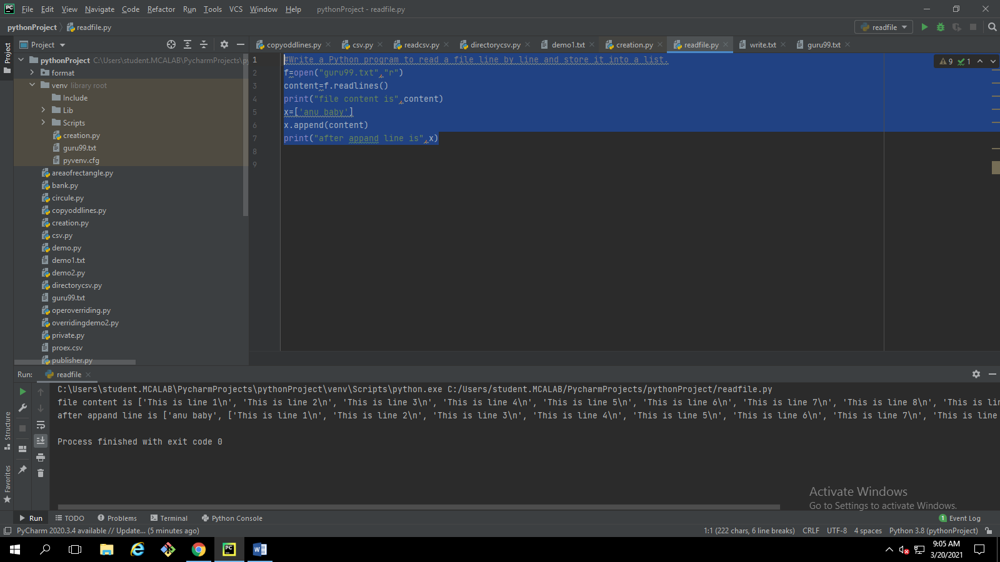 PC File Edit View Navigate Code Refactor Run Tools VCS Window Help pythonProject - readfile.py
pythonProject readfile.py readfile
Project copyoddlines.py csv.py readcsv.py directorycsv.py demo1.txt creation.py readfile.py write.txt guru99.txt
Project
pythonProject C:\Users\student.MCALAB\PycharmProjects\py
format
venv library root
Include
Lib
Scripts
creation.py
guru99.txt
pyvenv.cfg
areaofrectangle.py
bank.py
circule.py
copyoddlines.py
creation.py
csv.py
demo.py
demo1.txt
demo2.py
directorycsv.py
guru99.txt
operoverriding.py
overridingdemo2.py
private.py
proex.csv
publisher.py
1 #Write a Python program to read a file line by line and store it into a list.
2 f=open("guru99.txt","r")
3 content=f.readlines()
4 print("file content is",content)
5 x=['anu baby']
6 x.append(content)
7 print("after appand line is",x)
8
9
9 1
Run: readfile
C:\Users\student.MCALAB\PycharmProjects\pythonProject\venv\Scripts\python.exe C:/Users/student.MCALAB/PycharmProjects/pythonProject/readfile.py
file content is ['This is line 1\n', 'This is line 2\n', 'This is line 3\n', 'This is line 4\n', 'This is line 5\n', 'This is line 6\n', 'This is line 7\n', 'This is line 8\n', 'This is lin
after appand line is ['anu baby', ['This is line 1\n', 'This is line 2\n', 'This is line 3\n', 'This is line 4\n', 'This is line 5\n', 'This is line 6\n', 'This is line 7\n', 'This is line
Process finished with exit code 0
Structure
Favorites
Activate Windows
Go to Settings to activate Windows.
Run TODO Problems Terminal Python Console 1 Event Log
PyCharm 2020.3.4 available // Update... (5 minutes ago) 1:1 (222 chars, 6 line breaks) CRLF UTF-8 4 spaces Python 3.8 (pythonProject)
PC
9:05 AM
3/20/2021